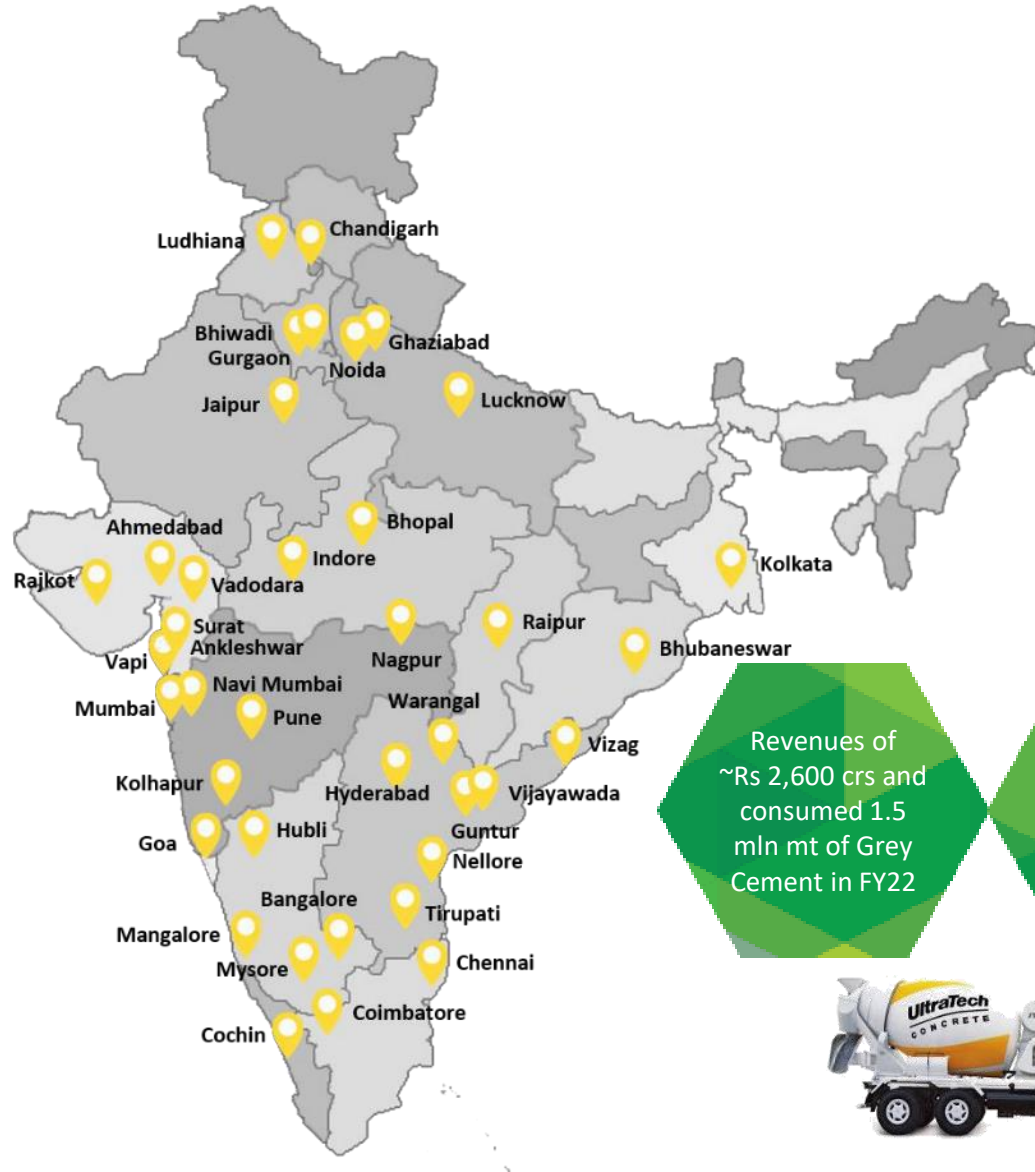 Chandigarh
Ludhiana
Bhiwadi
Gurgaon
Ghaziabad
Noida
Jaipur
Lucknow
Ahmedabad
Bhopal
Indore
Kolkata
Rajkot
Vadodara
Surat
Raipur
Ankleshwar
Vapi
Nagpur
Bhubaneswar
Navi Mumbai
Mumbai
Warangal
Pune
Vizag
Kolhapur
Hyderabad
Vijayawada
Guntur
Goa
Hubli
Nellore
Bangalore
Tirupati
Mangalore
Mysore
Chennai
Coimbatore
Cochin
Revenues of
~Rs 2,600 crs and
consumed 1.5
mln mt of Grey
Cement in FY22
UltraTech
CONCRETE